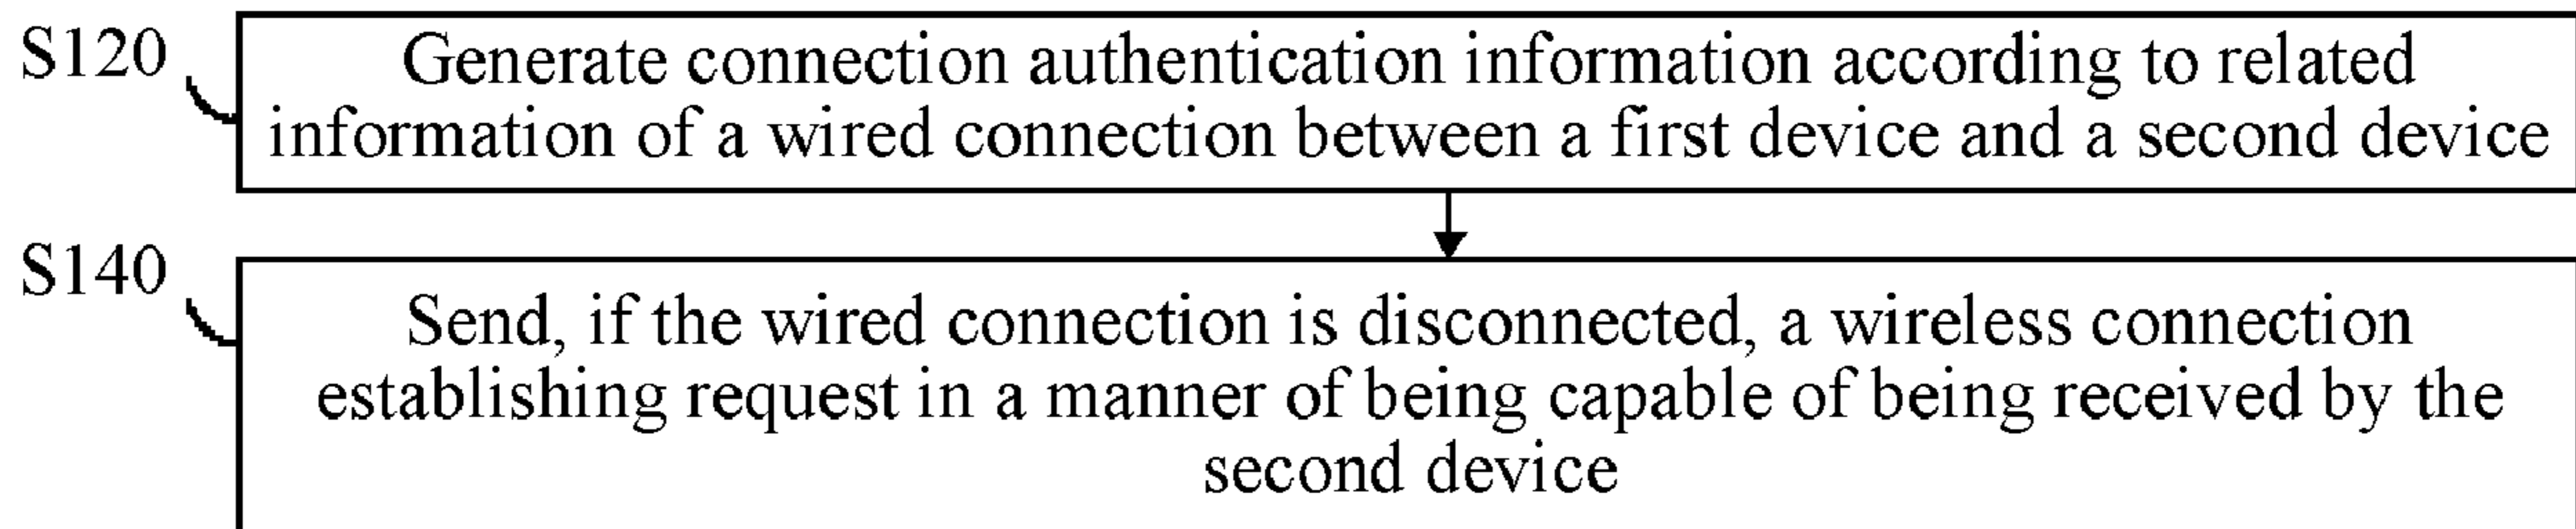 S120
Generate connection authentication information according to related
information of a wired connection between a first device and a second device
S140
Send, if the wired connection is disconnected, a wireless connection
establishing request in a manner of being capable of being received by the
second device